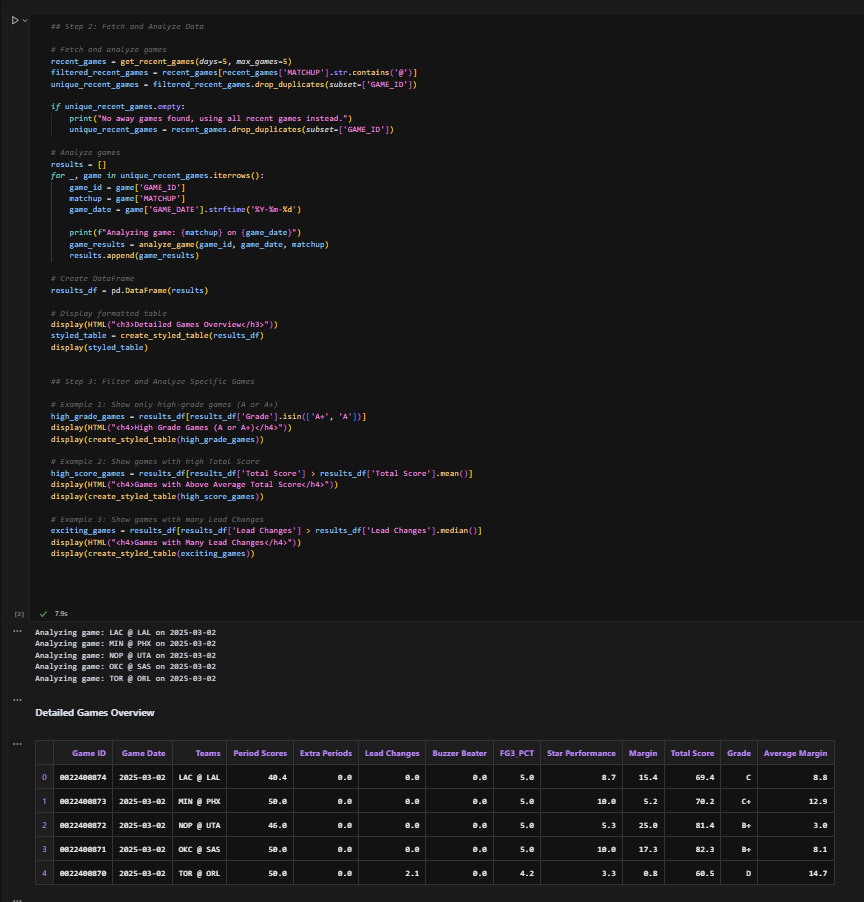 ## Step 2: Fetch and Analyze Data
# Fetch and analyze games
recent_games = get_recent_games(days=5, max_games=5)
filtered_recent_games = recent_games[recent_games['MATCHUP'].str.contains('@')]
unique_recent_games = filtered_recent_games.drop_duplicates(subset=['GAME_ID'])
if unique_recent_games.empty:
print("No away games found, using all recent games instead.")
unique_recent_games = recent_games.drop_duplicates(subset=['GAME_ID'])
# Analyze games
results = []
for _, game in unique_recent_games.iterrows():
game_id = game['GAME_ID']
matchup = game['MATCHUP']
game_date = game['GAME_DATE'].strftime('%Y-%m-%d')
print(f"Analyzing game: {matchup} on {game_date}")
game_results = analyze_game(game_id, game_date, matchup)
results.append(game_results)
# Create DataFrame
results_df = pd.DataFrame(results)
# Display formatted table
display(HTML("<h3>Detailed Games Overview</h3>"))
styled_table = create_styled_table(results_df)
display(styled_table)
## Step 3: Filter and Analyze Specific Games
# Example 1: Show only high-grade games (A or A+)
high_grade_games = results_df[results_df['Grade'].isin(['A+', 'A'])]
display(HTML("<h4>High Grade Games (A or A+)</h4>"))
display(create_styled_table(high_grade_games))
# Example 2: Show games with high Total Score
high_score_games = results_df[results_df['Total Score'] > results_df['Total Score'].mean()]
display(HTML("<h4>Games with Above Average Total Score</h4>"))
display(create_styled_table(high_score_games))
# Example 3: Show games with many Lead Changes
exciting_games = results_df[results_df['Lead Changes'] > results_df['Lead Changes'].median()]
display(HTML("<h4>Games with Many Lead Changes</h4>"))
display(create_styled_table(exciting_games))
7.9s
Analyzing game: LAC @ LAL on 2025-03-02
Analyzing game: MIN @ PHX on 2025-03-02
Analyzing game: NOP @ UTA on 2025-03-02
Analyzing game: OKC @ SAS on 2025-03-02
Analyzing game: TOR @ ORL on 2025-03-02
Detailed Games Overview
Game ID Game Date Teams Period Scores Extra Periods Lead Changes Buzzer Beater FG3_PCT Star Performance Margin Total Score Grade Average Margin
0 0022400874 2025-03-02 LAC @ LAL 40.4 0.0 0.0 0.0 5.0 8.7 15.4 69.4 C 8.8
1 0022400873 2025-03-02 MIN @ PHX 50.0 0.0 0.0 0.0 5.0 10.0 5.2 70.2 C+ 12.9
2 0022400872 2025-03-02 NOP @ UTA 46.0 0.0 0.0 0.0 5.0 5.3 25.0 81.4 B+ 3.0
3 0022400871 2025-03-02 OKC @ SAS 50.0 0.0 0.0 0.0 5.0 10.0 17.3 82.3 B+ 8.1
4 0022400870 2025-03-02 TOR @ ORL 50.0 0.0 2.1 0.0 4.2 3.3 0.8 60.5 D 14.7